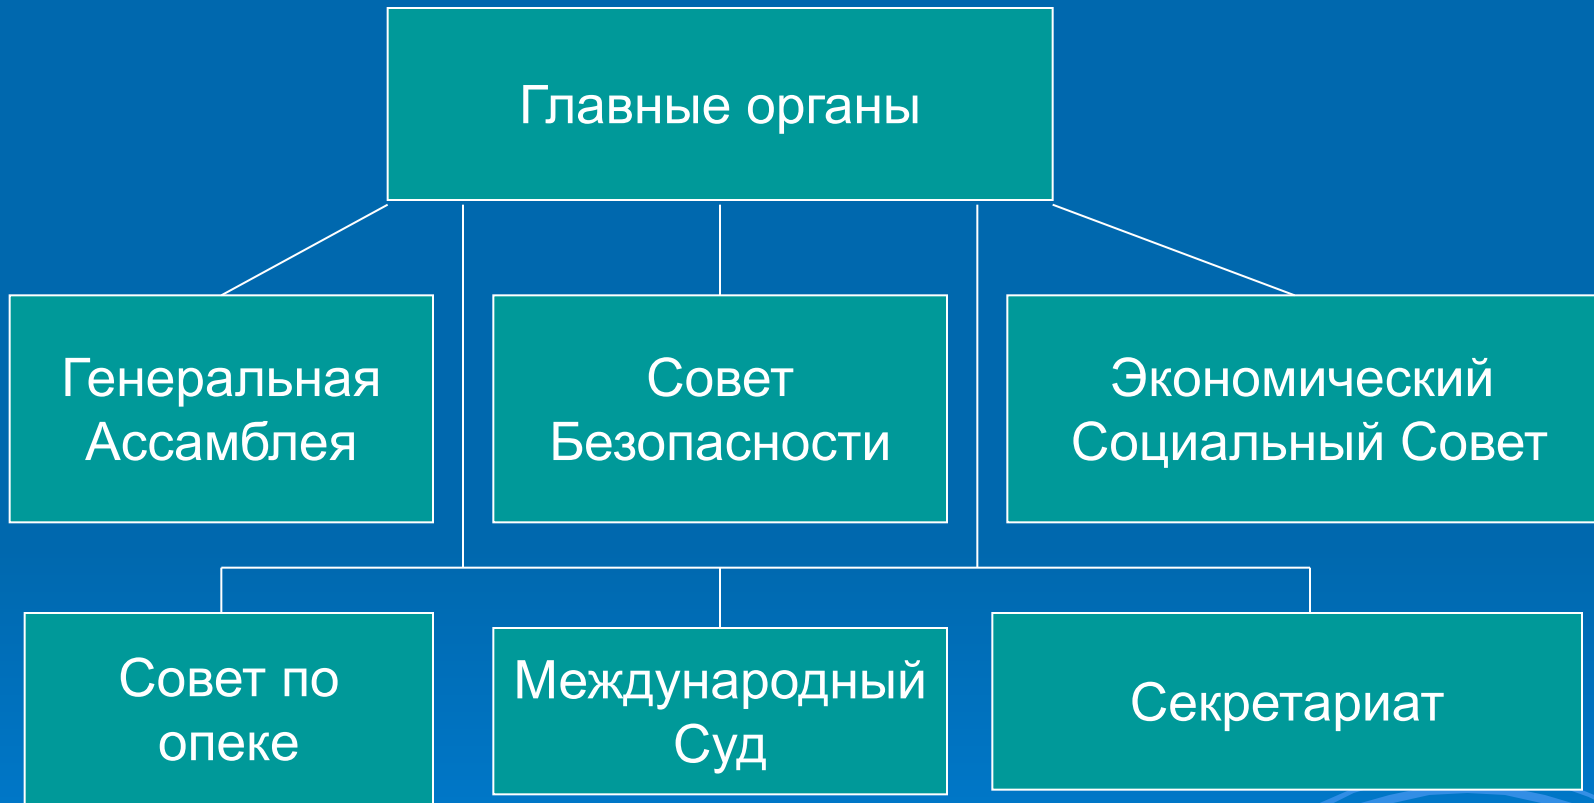 Главные органы
Генеральная
Ассамблея
Совет
Безопасности
Экономический
Социальный Совет
Совет по
опеке
Международный
Суд
Секретариат